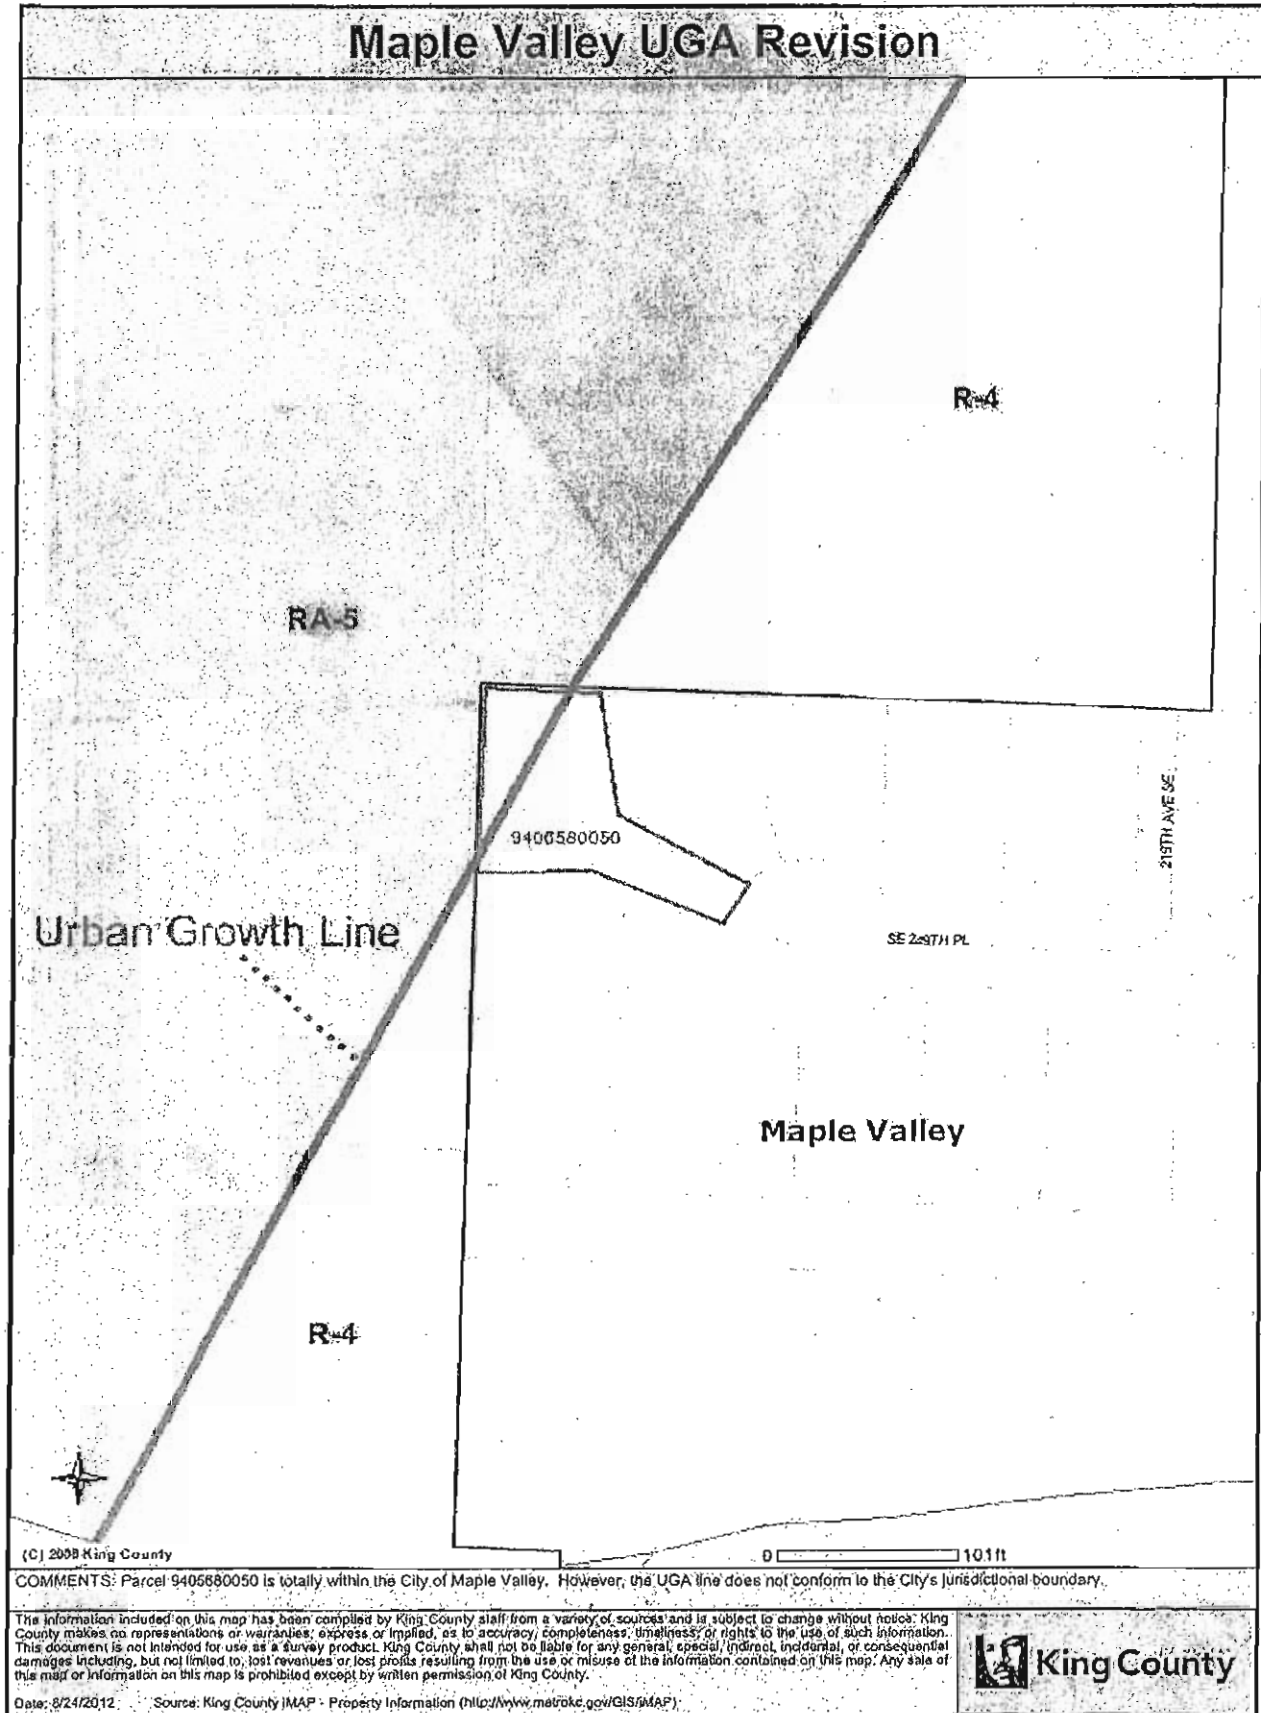 Maple Valley UGA Revision
R-4
RA-5
9406580050
219TH AVE SE
Urban Growth Line
SE 249TH PL
Maple Valley
R-4
(C) 2008 King County
0 101ft
COMMENTS: Parcel 9405680050 is totally within the City of Maple Valley. However, the UGA line does not conform to the City's jurisdictional boundary.
The information included on this map has been compiled by King County staff from a variety of sources and is subject to change without notice. King
County makes no representations or warranties, express or implied, as to accuracy, completeness, timeliness, or rights to the use of such information.
This document is not intended for use as a survey product. King County shall not be liable for any general, special, indirect, incidental, or consequential
damages including, but not limited to, lost revenues or lost profits resulting from the use or misuse of the information contained on this map. Any sale of
this map or information on this map is prohibited except by written permission of King County.
King County
Date: 8/24/2012 Source: King County iMAP - Property Information (http://www.metrokc.gov/GIS/iMAP)